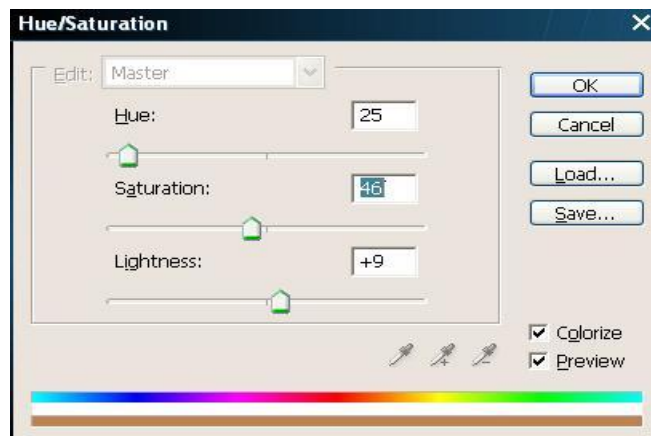 Hue/Saturation
Edit: Master
OK
Hue: 25
Cancel
Load...
Saturation: 46
Save...
Lightness: +9
Colorize
Preview